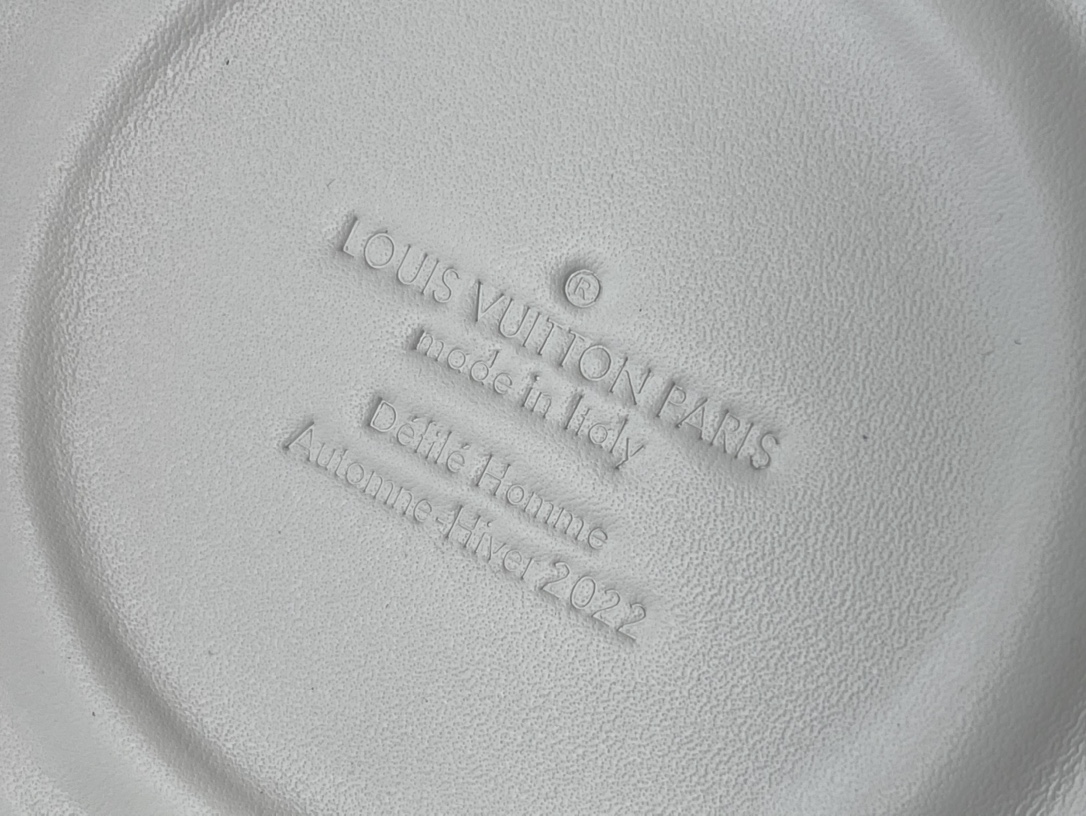 ®
LOUIS VUITTON PARIS
made in Italy
Défilé Homme
Automne-Hiver 2022